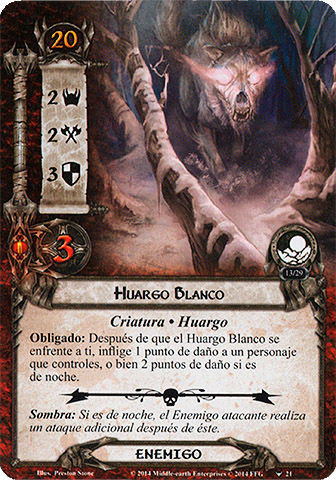 20
2
2
3
3
13/29
Huargo Blanco
Criatura • Huargo
Obligado: Después de que el Huargo Blanco se
enfrente a ti, inflige 1 punto de daño a un personaje
que controles, o bien 2 puntos de daño si es
de noche.
Sombra: Si es de noche, el Enemigo atacante realiza
un ataque adicional después de éste.
ENEMIGO
Illus. Preston Stone
© 2014 Middle-earth Enterprises © 2014 FFG
21